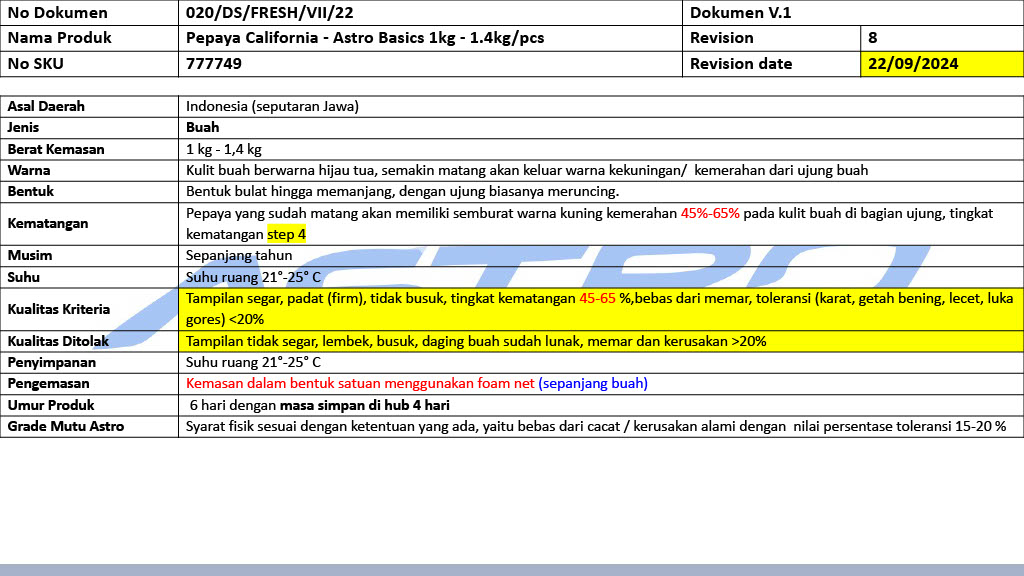 No Dokumen 020/DS/FRESH/VII/22 Dokumen V.1
Nama Produk Pepaya California - Astro Basics 1kg - 1.4kg/pcs Revision 8
No SKU 777749 Revision date 22/09/2024
Asal Daerah Indonesia (seputaran Jawa)
Jenis Buah
Berat Kemasan 1 kg - 1,4 kg
Warna Kulit buah berwarna hijau tua, semakin matang akan keluar warna kekuningan/ kemerahan dari ujung buah
Bentuk Bentuk bulat hingga memanjang, dengan ujung biasanya meruncing.
Kematangan Pepaya yang sudah matang akan memiliki semburat warna kuning kemerahan 45%-65% pada kulit buah di bagian ujung, tingkat
kematangan step 4
Musim Sepanjang tahun
Suhu Suhu ruang 21°-25° C
Kualitas Kriteria Tampilan segar, padat (firm), tidak busuk, tingkat kematangan 45-65 %,bebas dari memar, toleransi (karat, getah bening, lecet, luka
gores) <20%
Kualitas Ditolak Tampilan tidak segar, lembek, busuk, daging buah sudah lunak, memar dan kerusakan >20%
Penyimpanan Suhu ruang 21°-25° C
Pengemasan Kemasan dalam bentuk satuan menggunakan foam net (sepanjang buah)
Umur Produk 6 hari dengan masa simpan di hub 4 hari
Grade Mutu Astro Syarat fisik sesuai dengan ketentuan yang ada, yaitu bebas dari cacat / kerusakan alami dengan nilai persentase toleransi 15-20 %
ASTRO